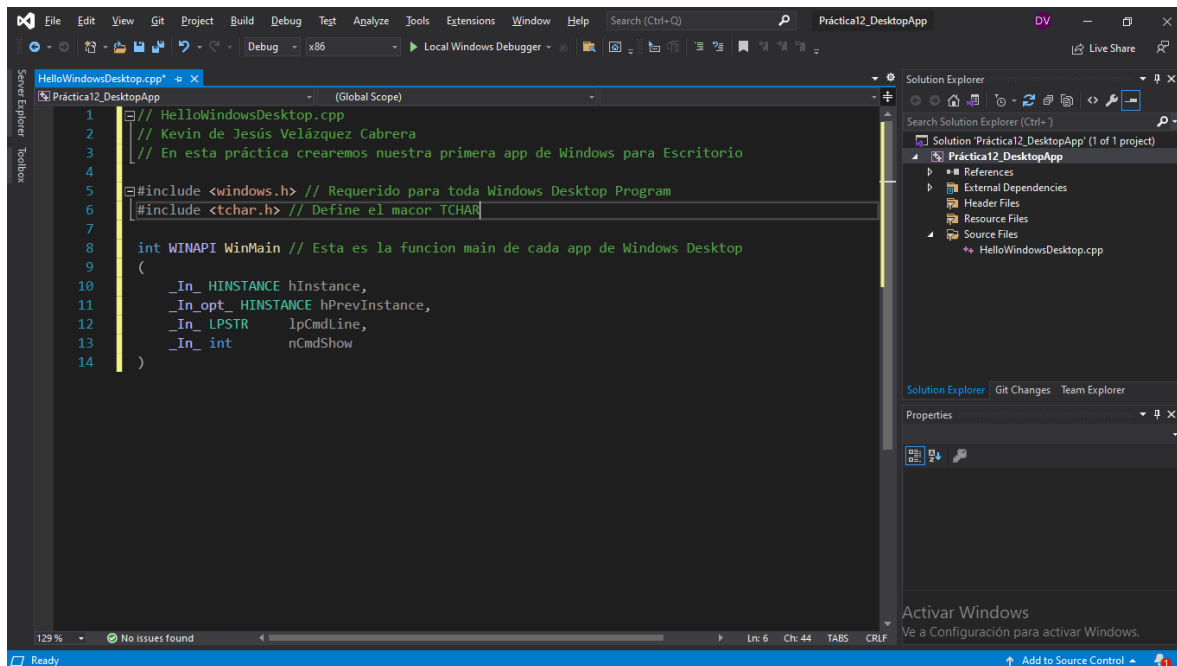 File Edit View Git Project Build Debug Test Analyze Tools Extensions Window Help Search (Ctrl+Q) Práctica12_DesktopApp DV
Debug x86 Local Windows Debugger Live Share
Server Explorer
Toolbox
HelloWindowsDesktop.cpp*
Práctica12_DesktopApp (Global Scope)
1 // HelloWindowsDesktop.cpp
2 // Kevin de Jesús Velázquez Cabrera
3 // En esta práctica crearemos nuestra primera app de Windows para Escritorio
4
5 #include <windows.h> // Requerido para toda Windows Desktop Program
6 #include <tchar.h> // Define el macor TCHAR
7
8 int WINAPI WinMain // Esta es la funcion main de cada app de Windows Desktop
9 (
10 _In_ HINSTANCE hInstance,
11 _In_opt_ HINSTANCE hPrevInstance,
12 _In_ LPSTR lpCmdLine,
13 _In_ int nCmdShow
14 )
129 % No issues found Ln: 6 Ch: 44 TABS CRLF
Solution Explorer
Search Solution Explorer (Ctrl+´)
Solution 'Práctica12_DesktopApp' (1 of 1 project)
Práctica12_DesktopApp
References
External Dependencies
Header Files
Resource Files
Source Files
HelloWindowsDesktop.cpp
Solution Explorer Git Changes Team Explorer
Properties
Activar Windows
Ve a Configuración para activar Windows.
Ready Add to Source Control 1